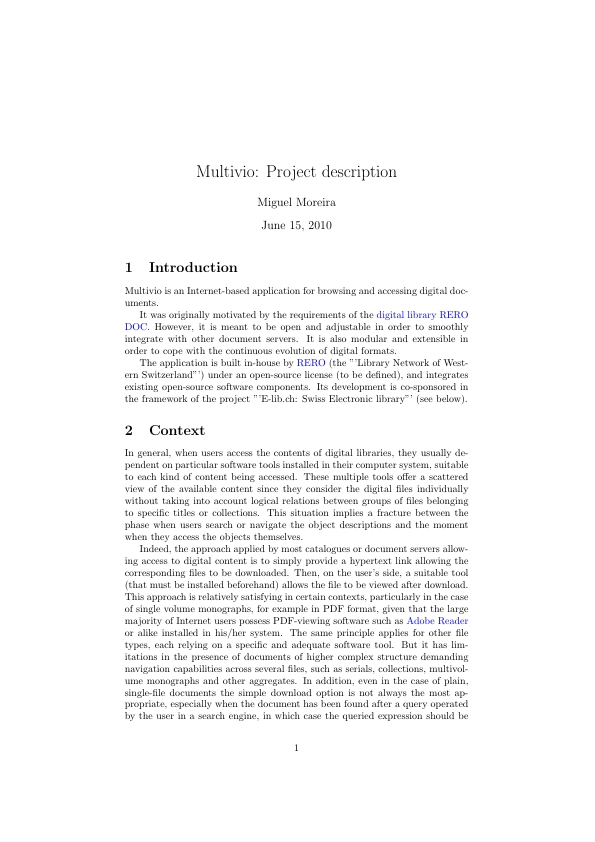 Multivio: Project description
Miguel Moreira
June 15, 2010
1 Introduction
Multivio is an Internet-based application for browsing and accessing digital doc-
uments.
It was originally motivated by the requirements of the digital library RERO
DOC. However, it is meant to be open and adjustable in order to smoothly
integrate with other document servers. It is also modular and extensible in
order to cope with the continuous evolution of digital formats.
The application is built in-house by RERO (the "'Library Network of West-
ern Switzerland"') under an open-source license (to be defined), and integrates
existing open-source software components. Its development is co-sponsored in
the framework of the project "'E-lib.ch: Swiss Electronic library"' (see below).
2 Context
In general, when users access the contents of digital libraries, they usually de-
pendent on particular software tools installed in their computer system, suitable
to each kind of content being accessed. These multiple tools offer a scattered
view of the available content since they consider the digital files individually
without taking into account logical relations between groups of files belonging
to specific titles or collections. This situation implies a fracture between the
phase when users search or navigate the object descriptions and the moment
when they access the objects themselves.
Indeed, the approach applied by most catalogues or document servers allow-
ing access to digital content is to simply provide a hypertext link allowing the
corresponding files to be downloaded. Then, on the user's side, a suitable tool
(that must be installed beforehand) allows the file to be viewed after download.
This approach is relatively satisfying in certain contexts, particularly in the case
of single volume monographs, for example in PDF format, given that the large
majority of Internet users possess PDF-viewing software such as Adobe Reader
or alike installed in his/her system. The same principle applies for other file
types, each relying on a specific and adequate software tool. But it has lim-
itations in the presence of documents of higher complex structure demanding
navigation capabilities across several files, such as serials, collections, multivol-
ume monographs and other aggregates. In addition, even in the case of plain,
single-file documents the simple download option is not always the most ap-
propriate, especially when the document has been found after a query operated
by the user in a search engine, in which case the queried expression should be
1